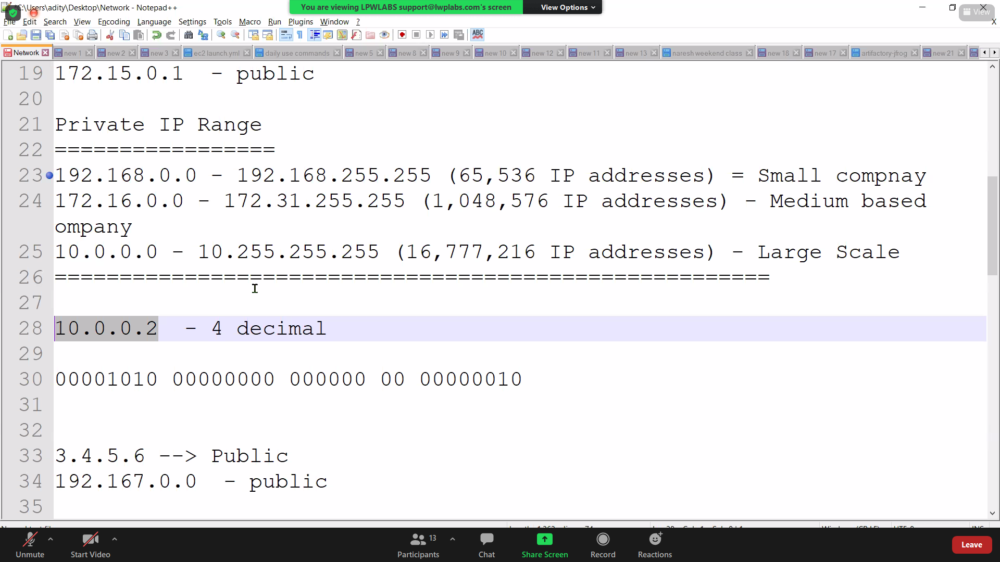 C:\Users\adity\Desktop\Network - Notepad++
You are viewing LPWLABS support@lwplabs.com's screen
View Options
View
File Edit Search View Encoding Language Settings Tools Macro Run Plugins Window ?
X
Network new 1 new 2 new 3 ec2 launch.yml daily use commands new 5 new 8 new 9 new 10 new 12 new 11 new 13 naresh weekend class new 18 new 17 artifactory-jfrog new 21
19 172.15.0.1 - public
20
21 Private IP Range
22 =================
23 192.168.0.0 - 192.168.255.255 (65,536 IP addresses) = Small compnay
24 172.16.0.0 - 172.31.255.255 (1,048,576 IP addresses) - Medium based
ompany
25 10.0.0.0 - 10.255.255.255 (16,777,216 IP addresses) - Large Scale
26 =======================================================
27
28 10.0.0.2 - 4 decimal
29
30 00001010 00000000 000000 00 00000010
31
32
33 3.4.5.6 --> Public
34 192.167.0.0 - public
35
Unmute Start Video Participants 13 Chat Share Screen Record Reactions Leave